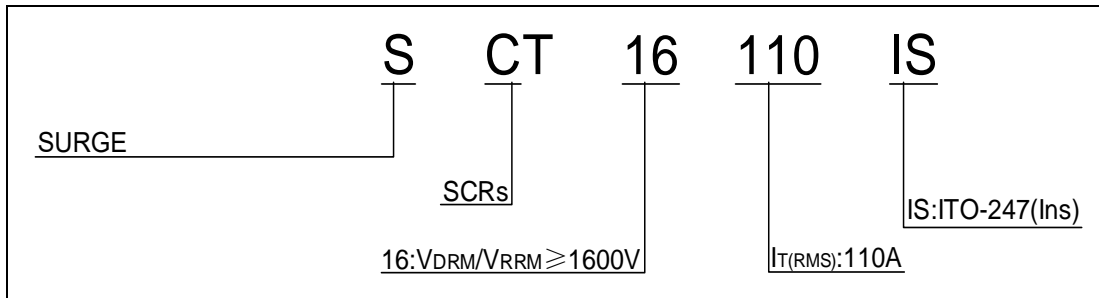 S CT 16 110 IS
SURGE
SCRs
IS:ITO-247(Ins)
16:VDRM/VRRM≥1600V
IT(RMS):110A